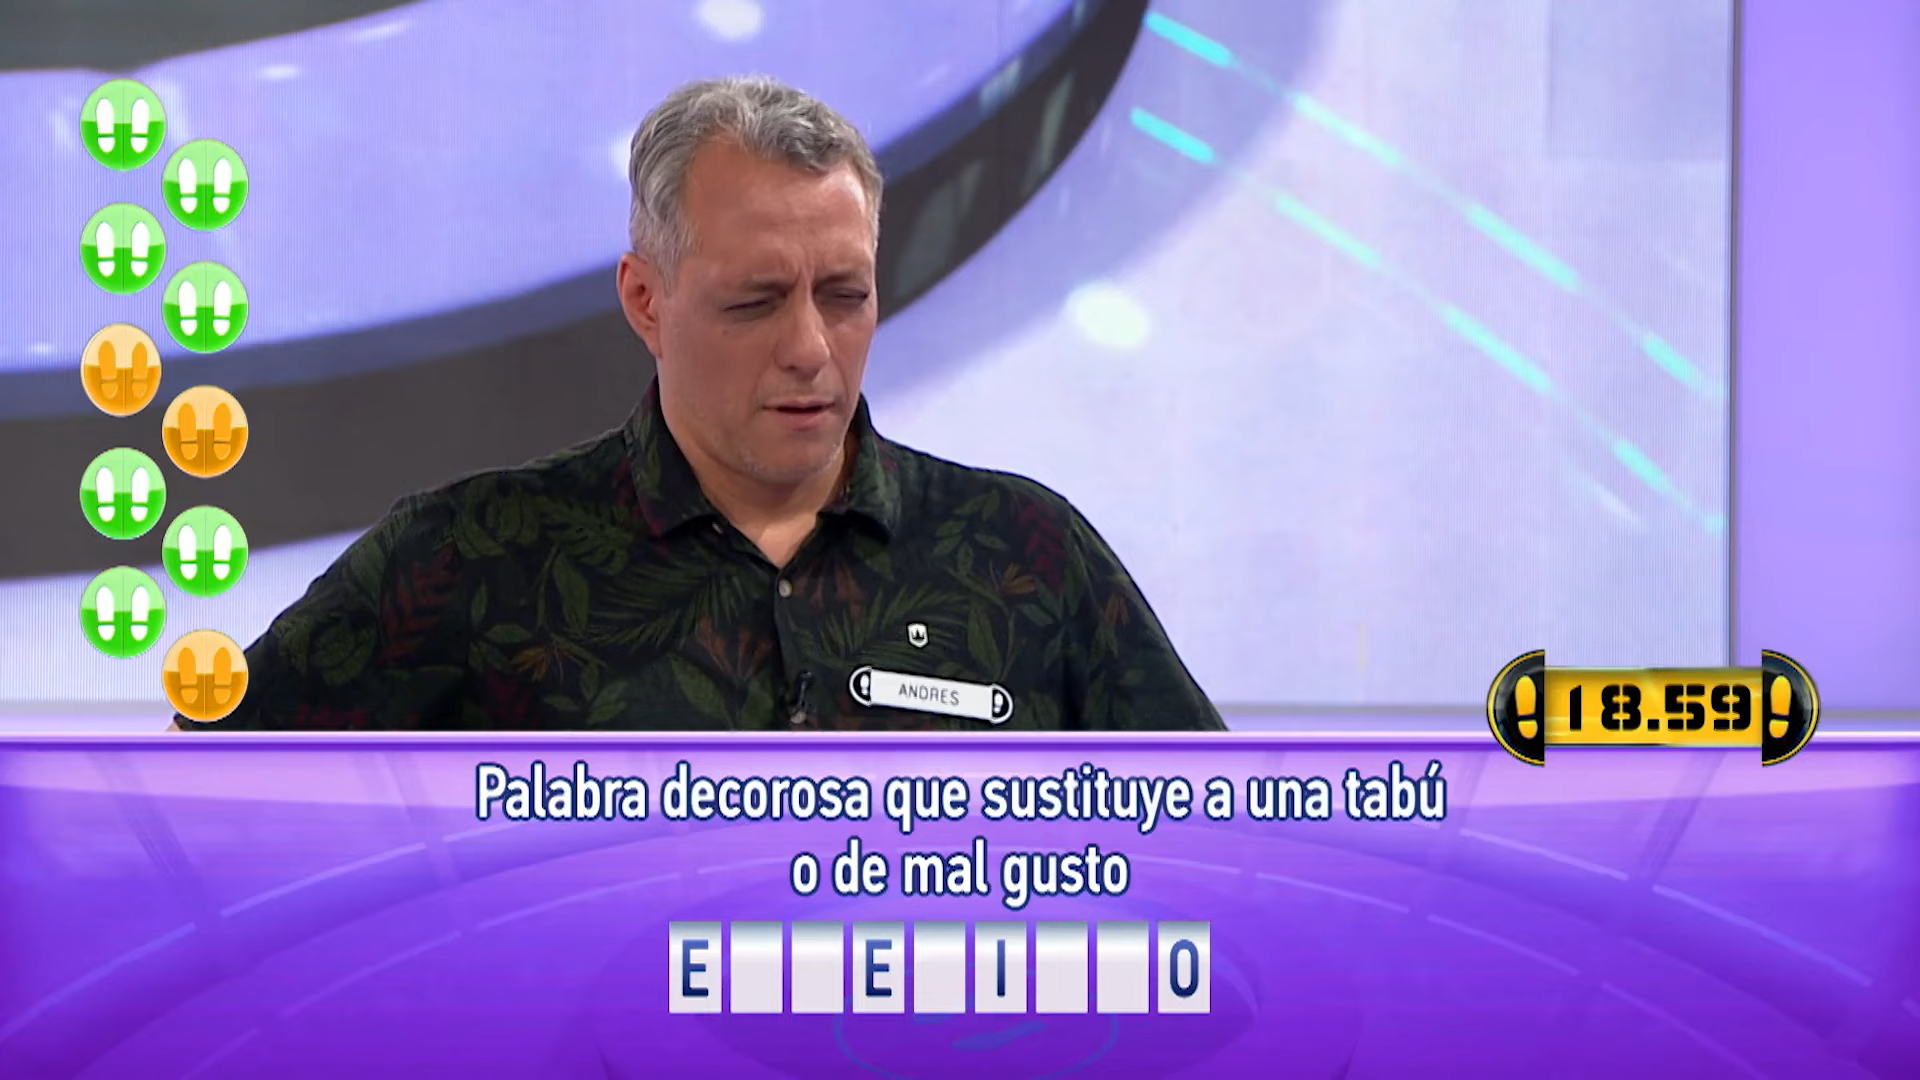 ANDRES
18.59
Palabra decorosa que sustituye a una tabú
o de mal gusto
E E I O